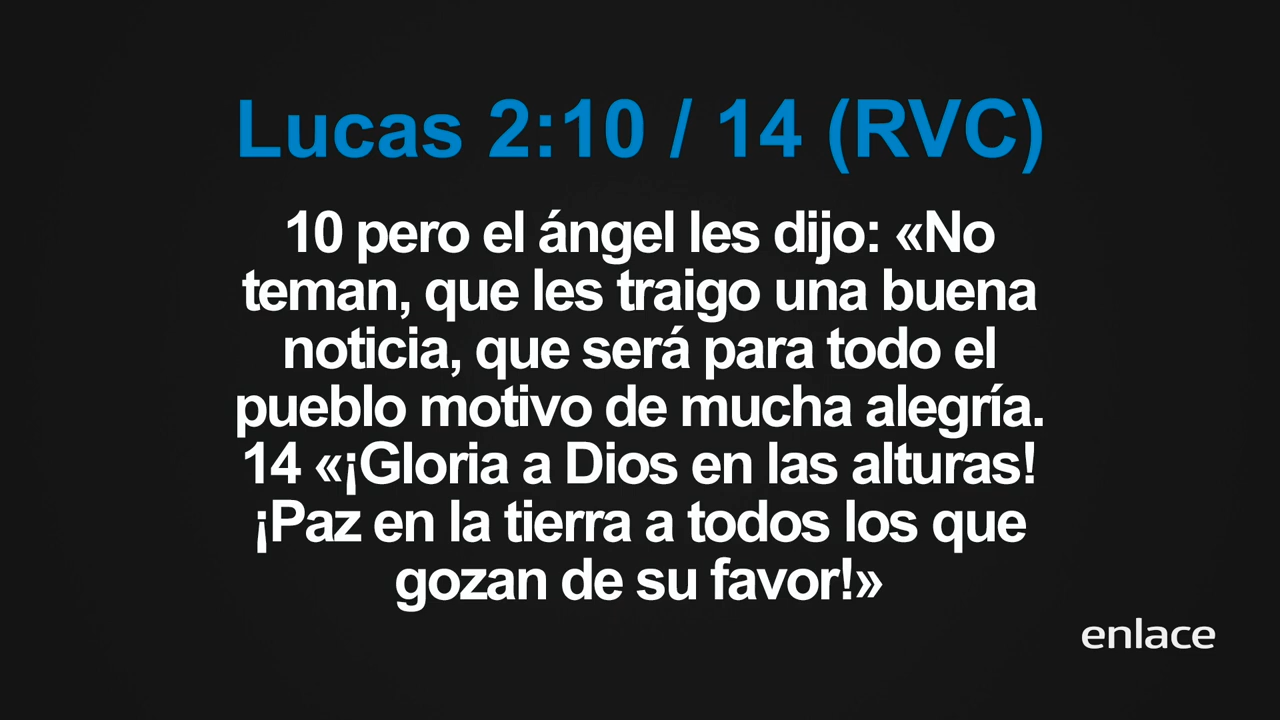 Lucas 2:10 / 14 (RVC)
10 pero el ángel les dijo: «No
teman, que les traigo una buena
noticia, que será para todo el
pueblo motivo de mucha alegría.
14 «¡Gloria a Dios en las alturas!
¡Paz en la tierra a todos los que
gozan de su favor!»
enlace